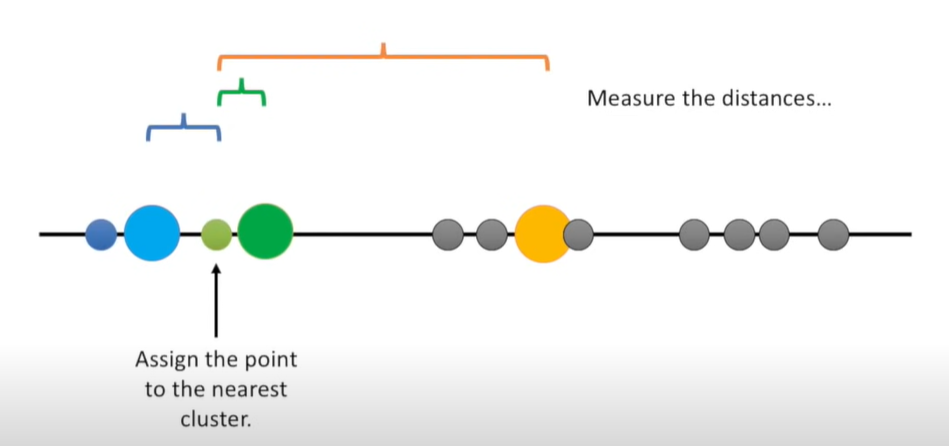 Measure the distances…
Assign the point
to the nearest
cluster.